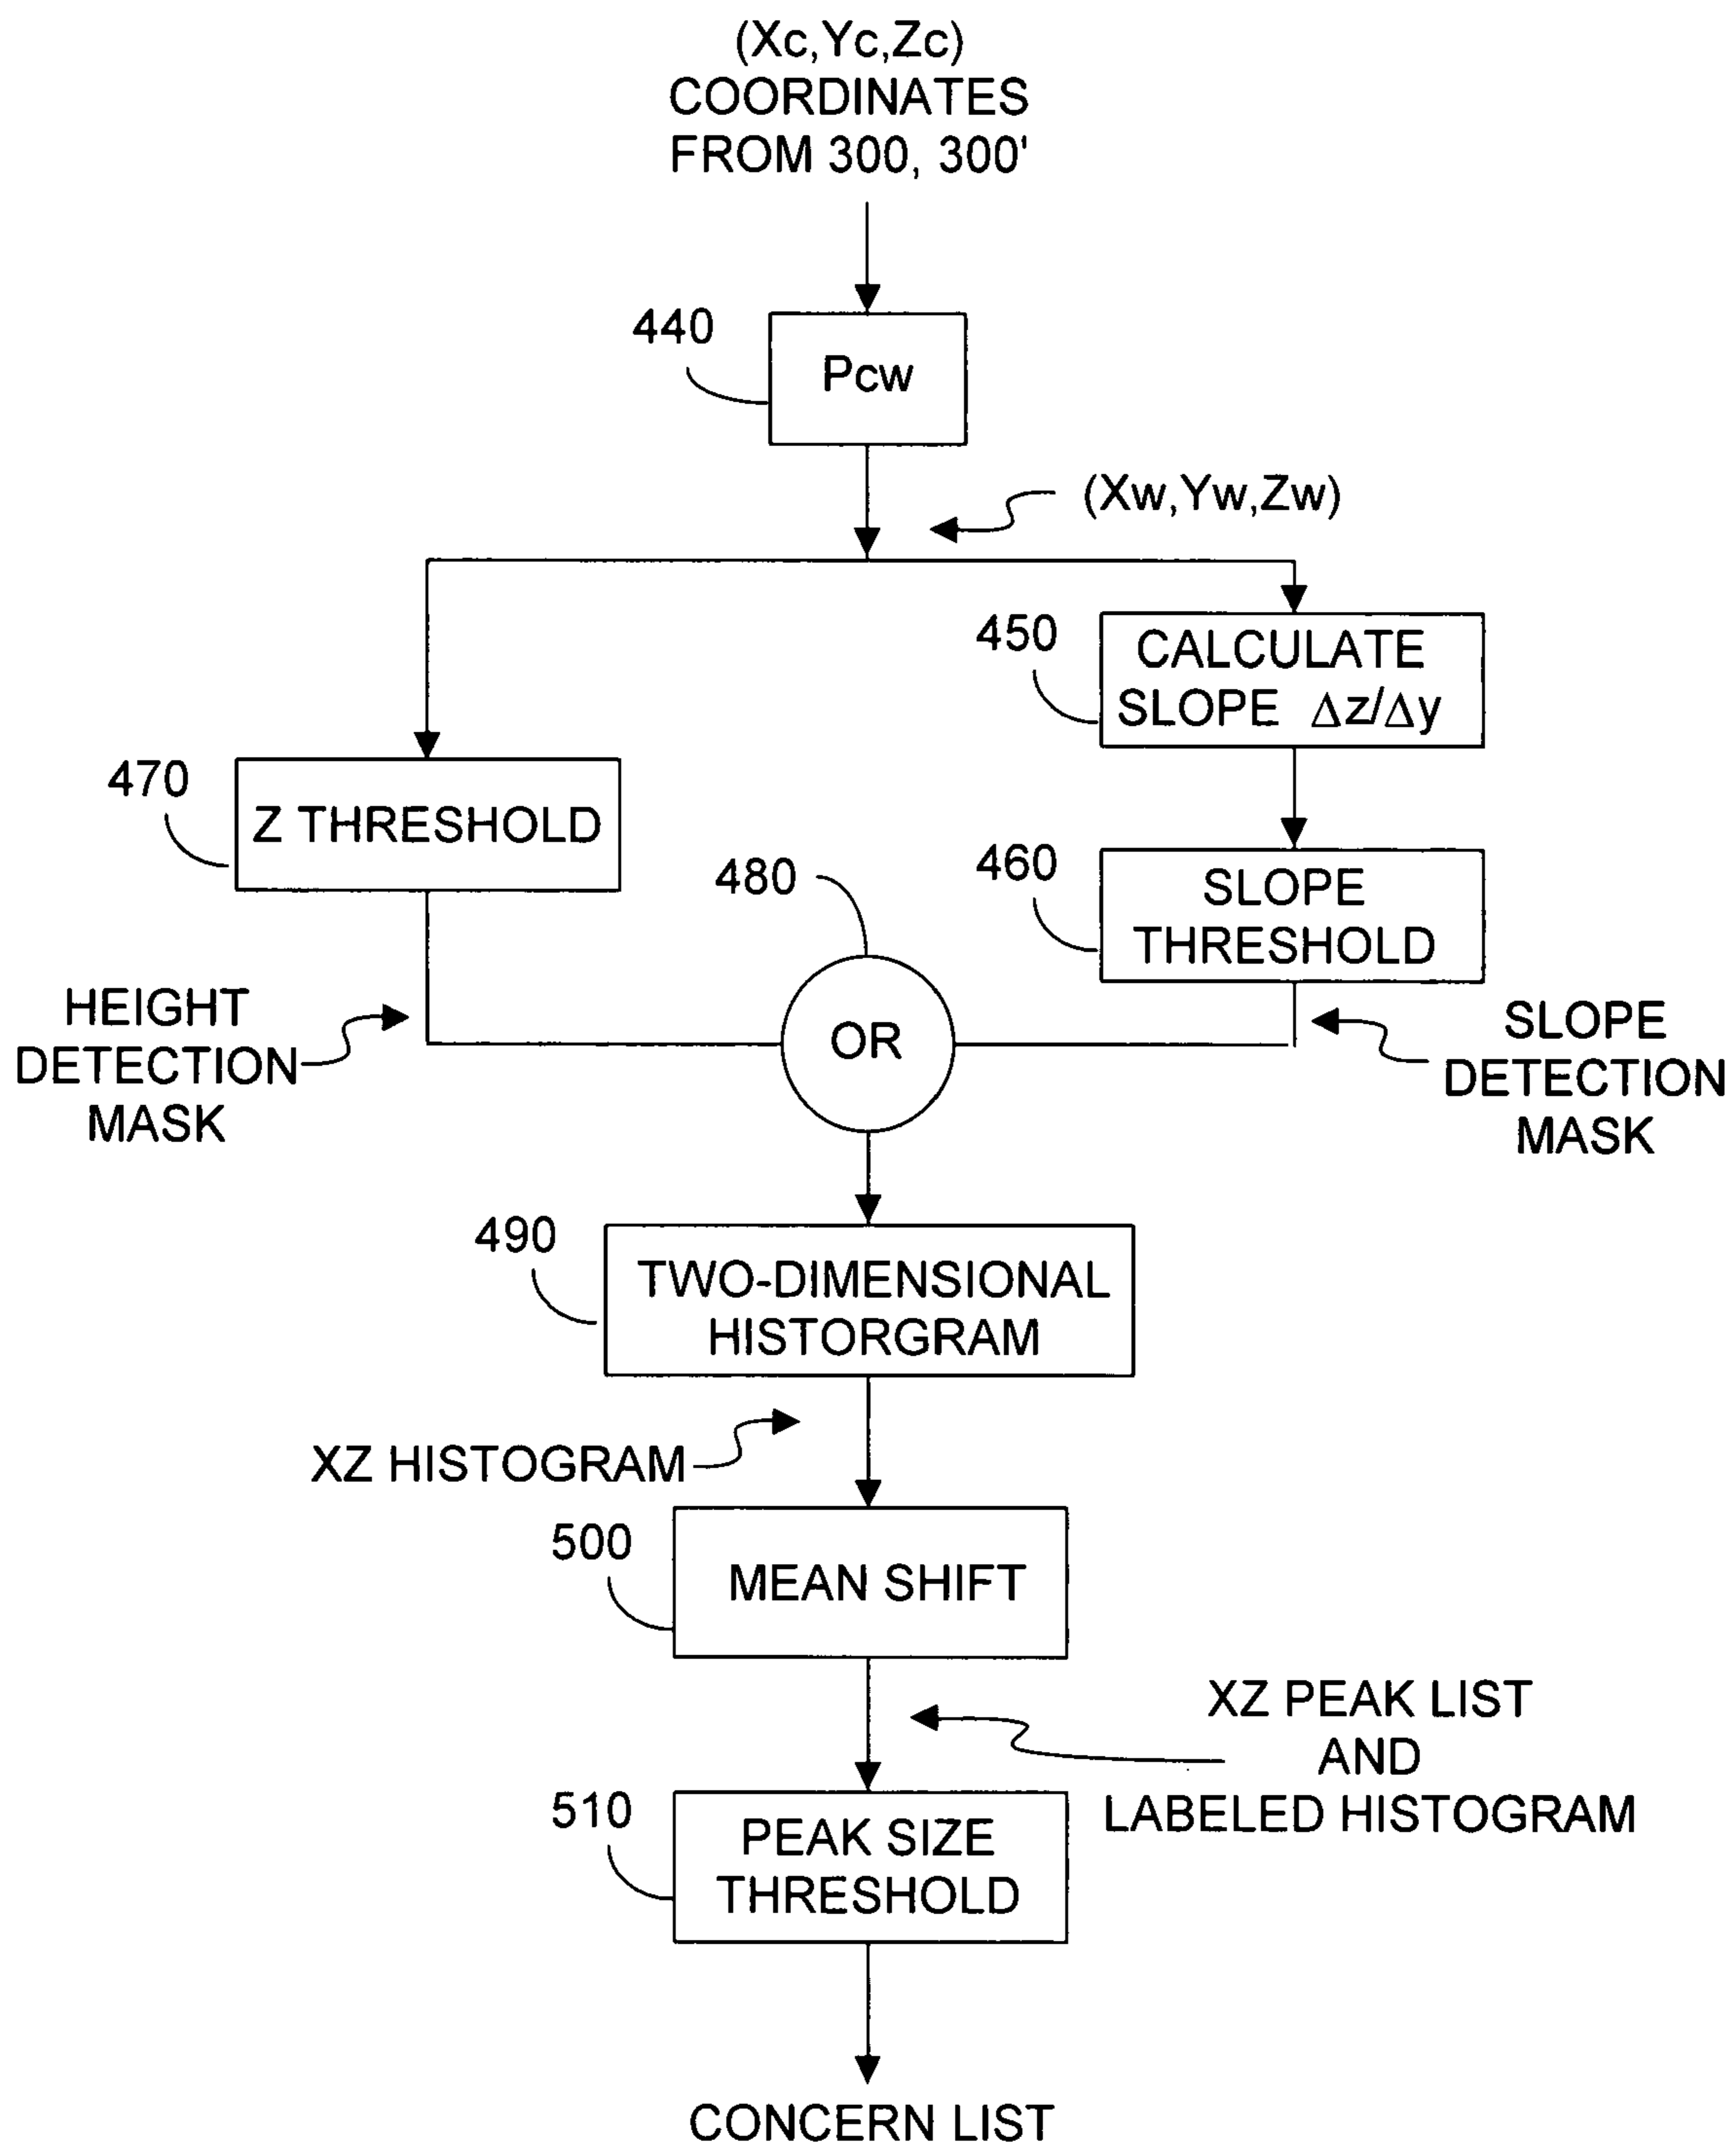 (Xc,Yc,Zc)
COORDINATES
FROM 300, 300'
440
Pcw
(Xw,Yw,Zw)
450
CALCULATE
SLOPE Δz/Δy
470
Z THRESHOLD
480
460
SLOPE
THRESHOLD
HEIGHT
DETECTION
MASK
OR
SLOPE
DETECTION
MASK
490
TWO-DIMENSIONAL
HISTORGRAM
XZ HISTOGRAM
500
MEAN SHIFT
XZ PEAK LIST
AND
LABELED HISTOGRAM
510
PEAK SIZE
THRESHOLD
CONCERN LIST